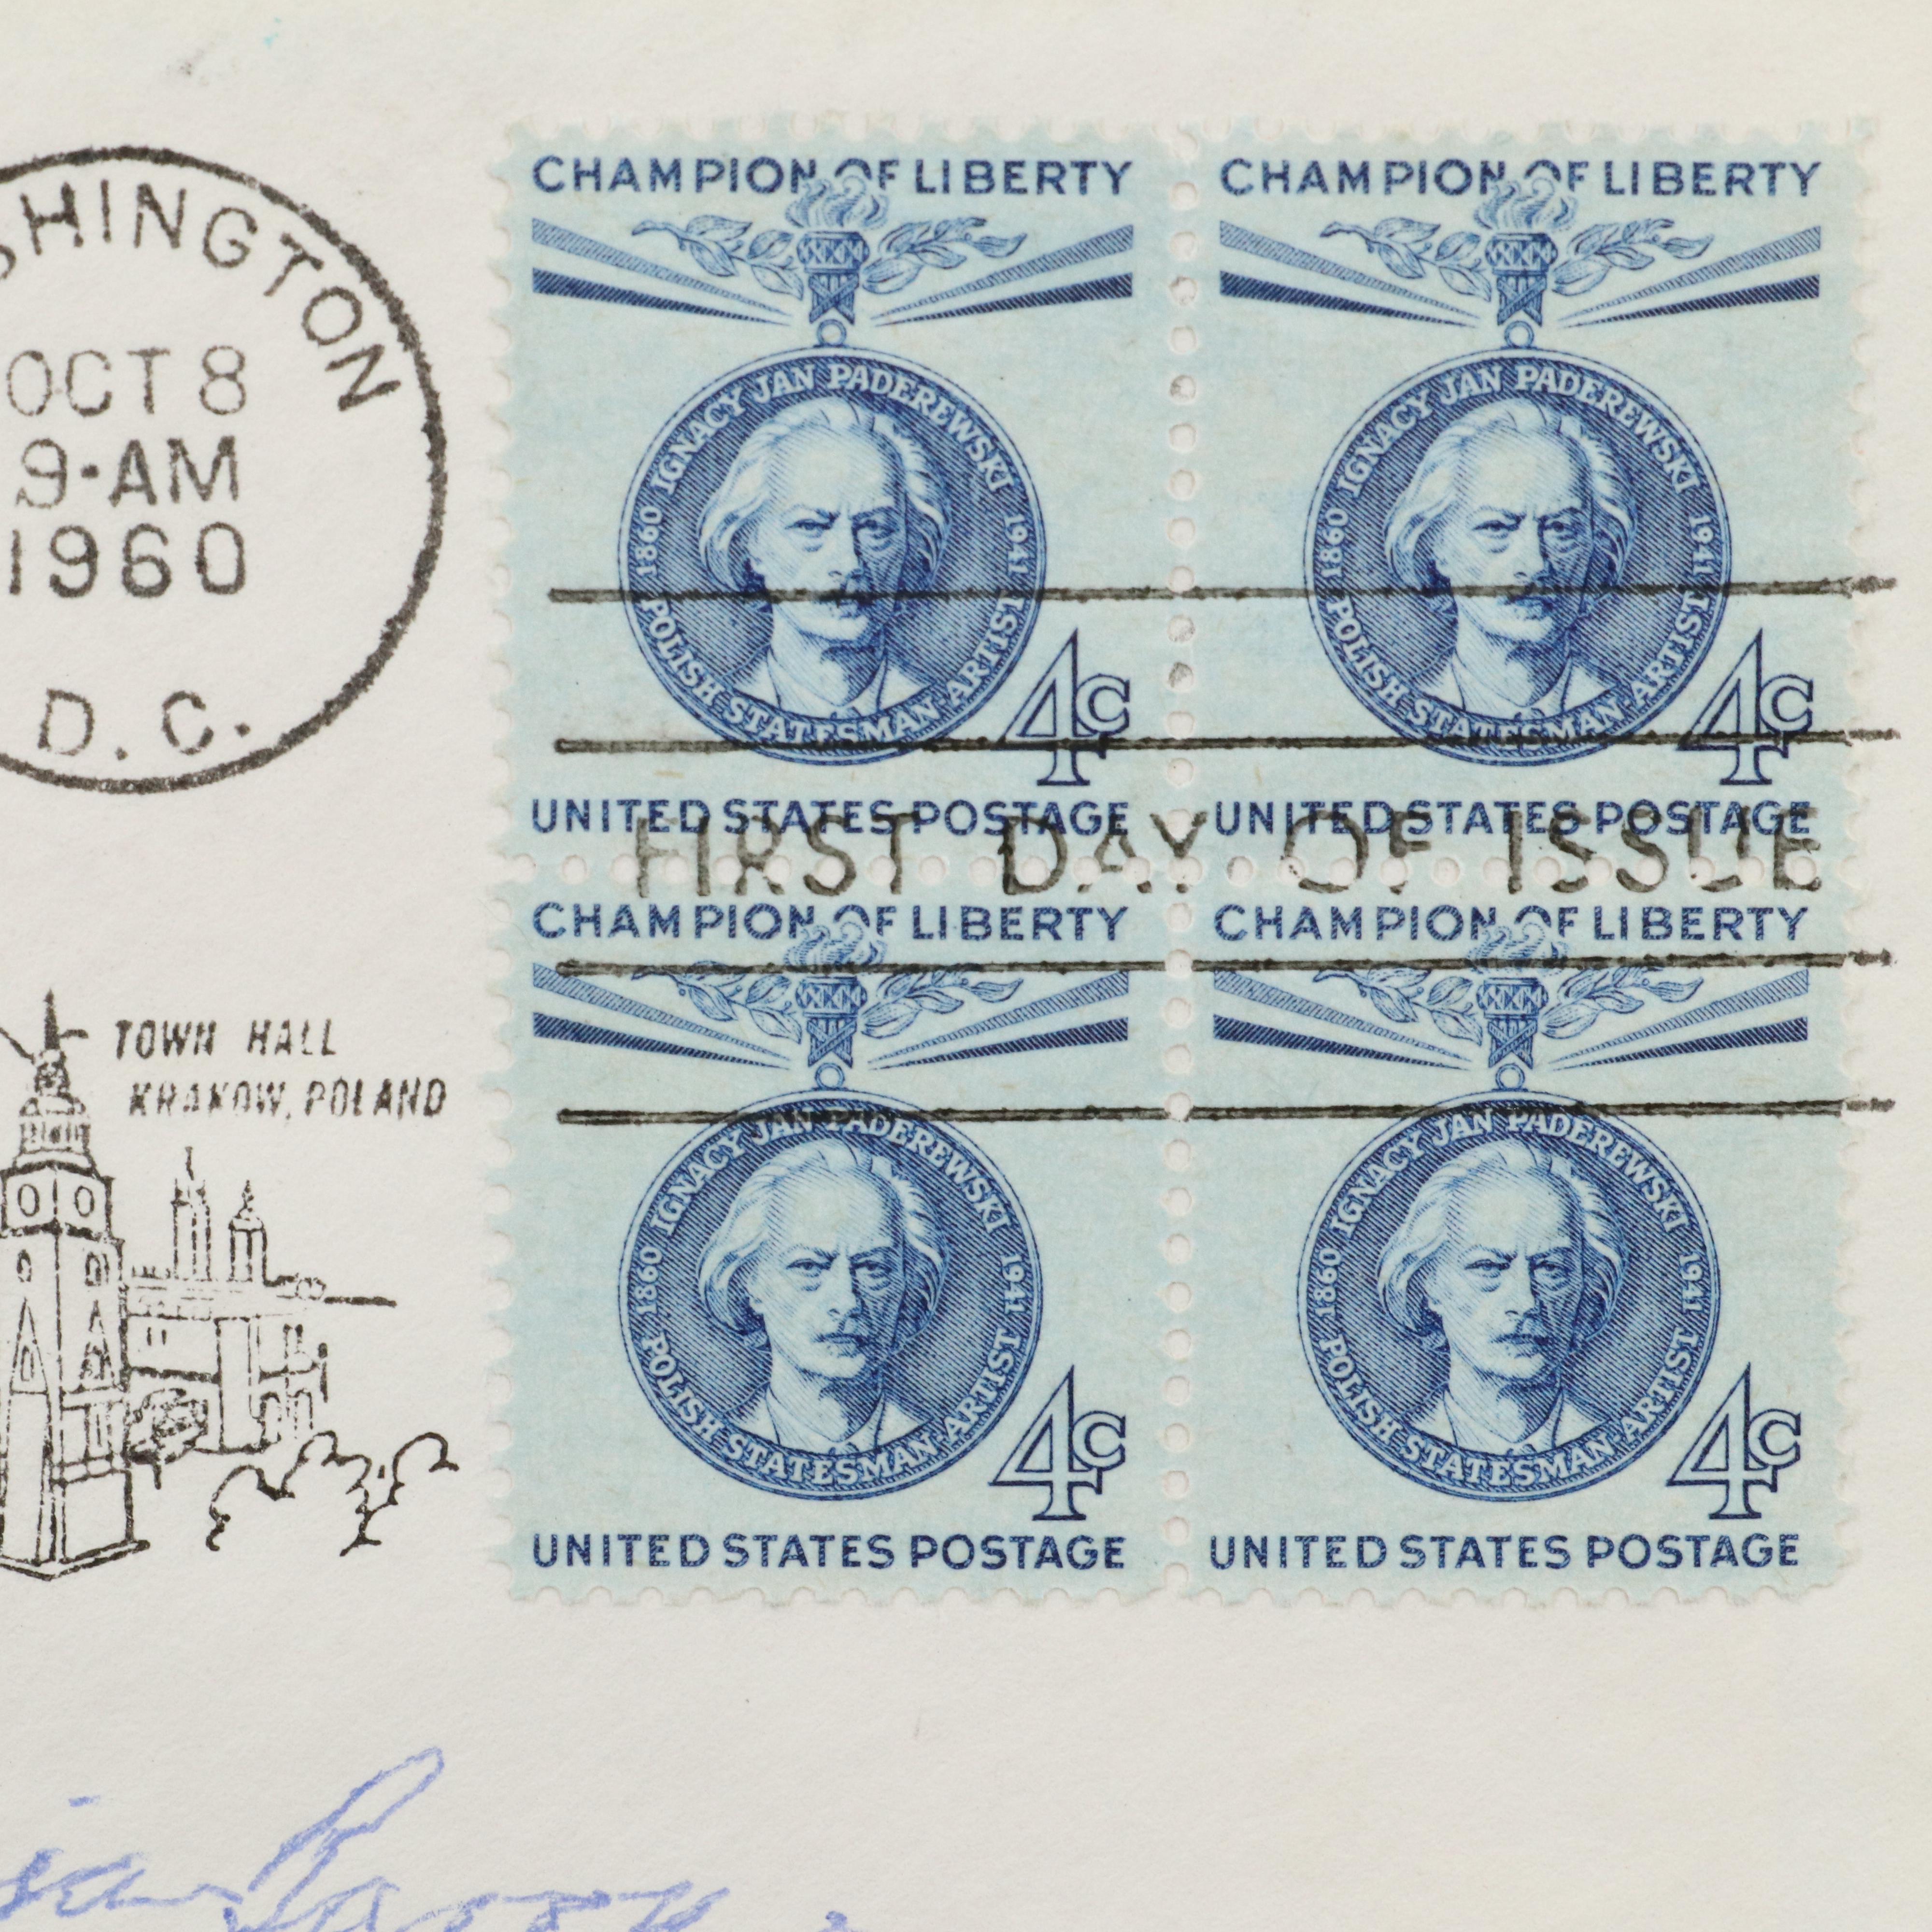 SHINGTON
OCT 8
9-AM
1960
D.C.
CHAMPION OF LIBERTY
IGNACY JAN PADEREWSKI
1860 1941
POLISH STATESMAN-ARTIST
4c
UNITED STATES POSTAGE
CHAMPION OF LIBERTY
IGNACY JAN PADEREWSKI
1860 1941
POLISH STATESMAN-ARTIST
4c
UNITED STATES POSTAGE
FIRST DAY OF ISSUE
TOWN HALL
KRAKOW, POLAND
CHAMPION OF LIBERTY
IGNACY JAN PADEREWSKI
1860 1941
POLISH STATESMAN-ARTIST
4c
UNITED STATES POSTAGE
CHAMPION OF LIBERTY
IGNACY JAN PADEREWSKI
1860 1941
POLISH STATESMAN-ARTIST
4c
UNITED STATES POSTAGE